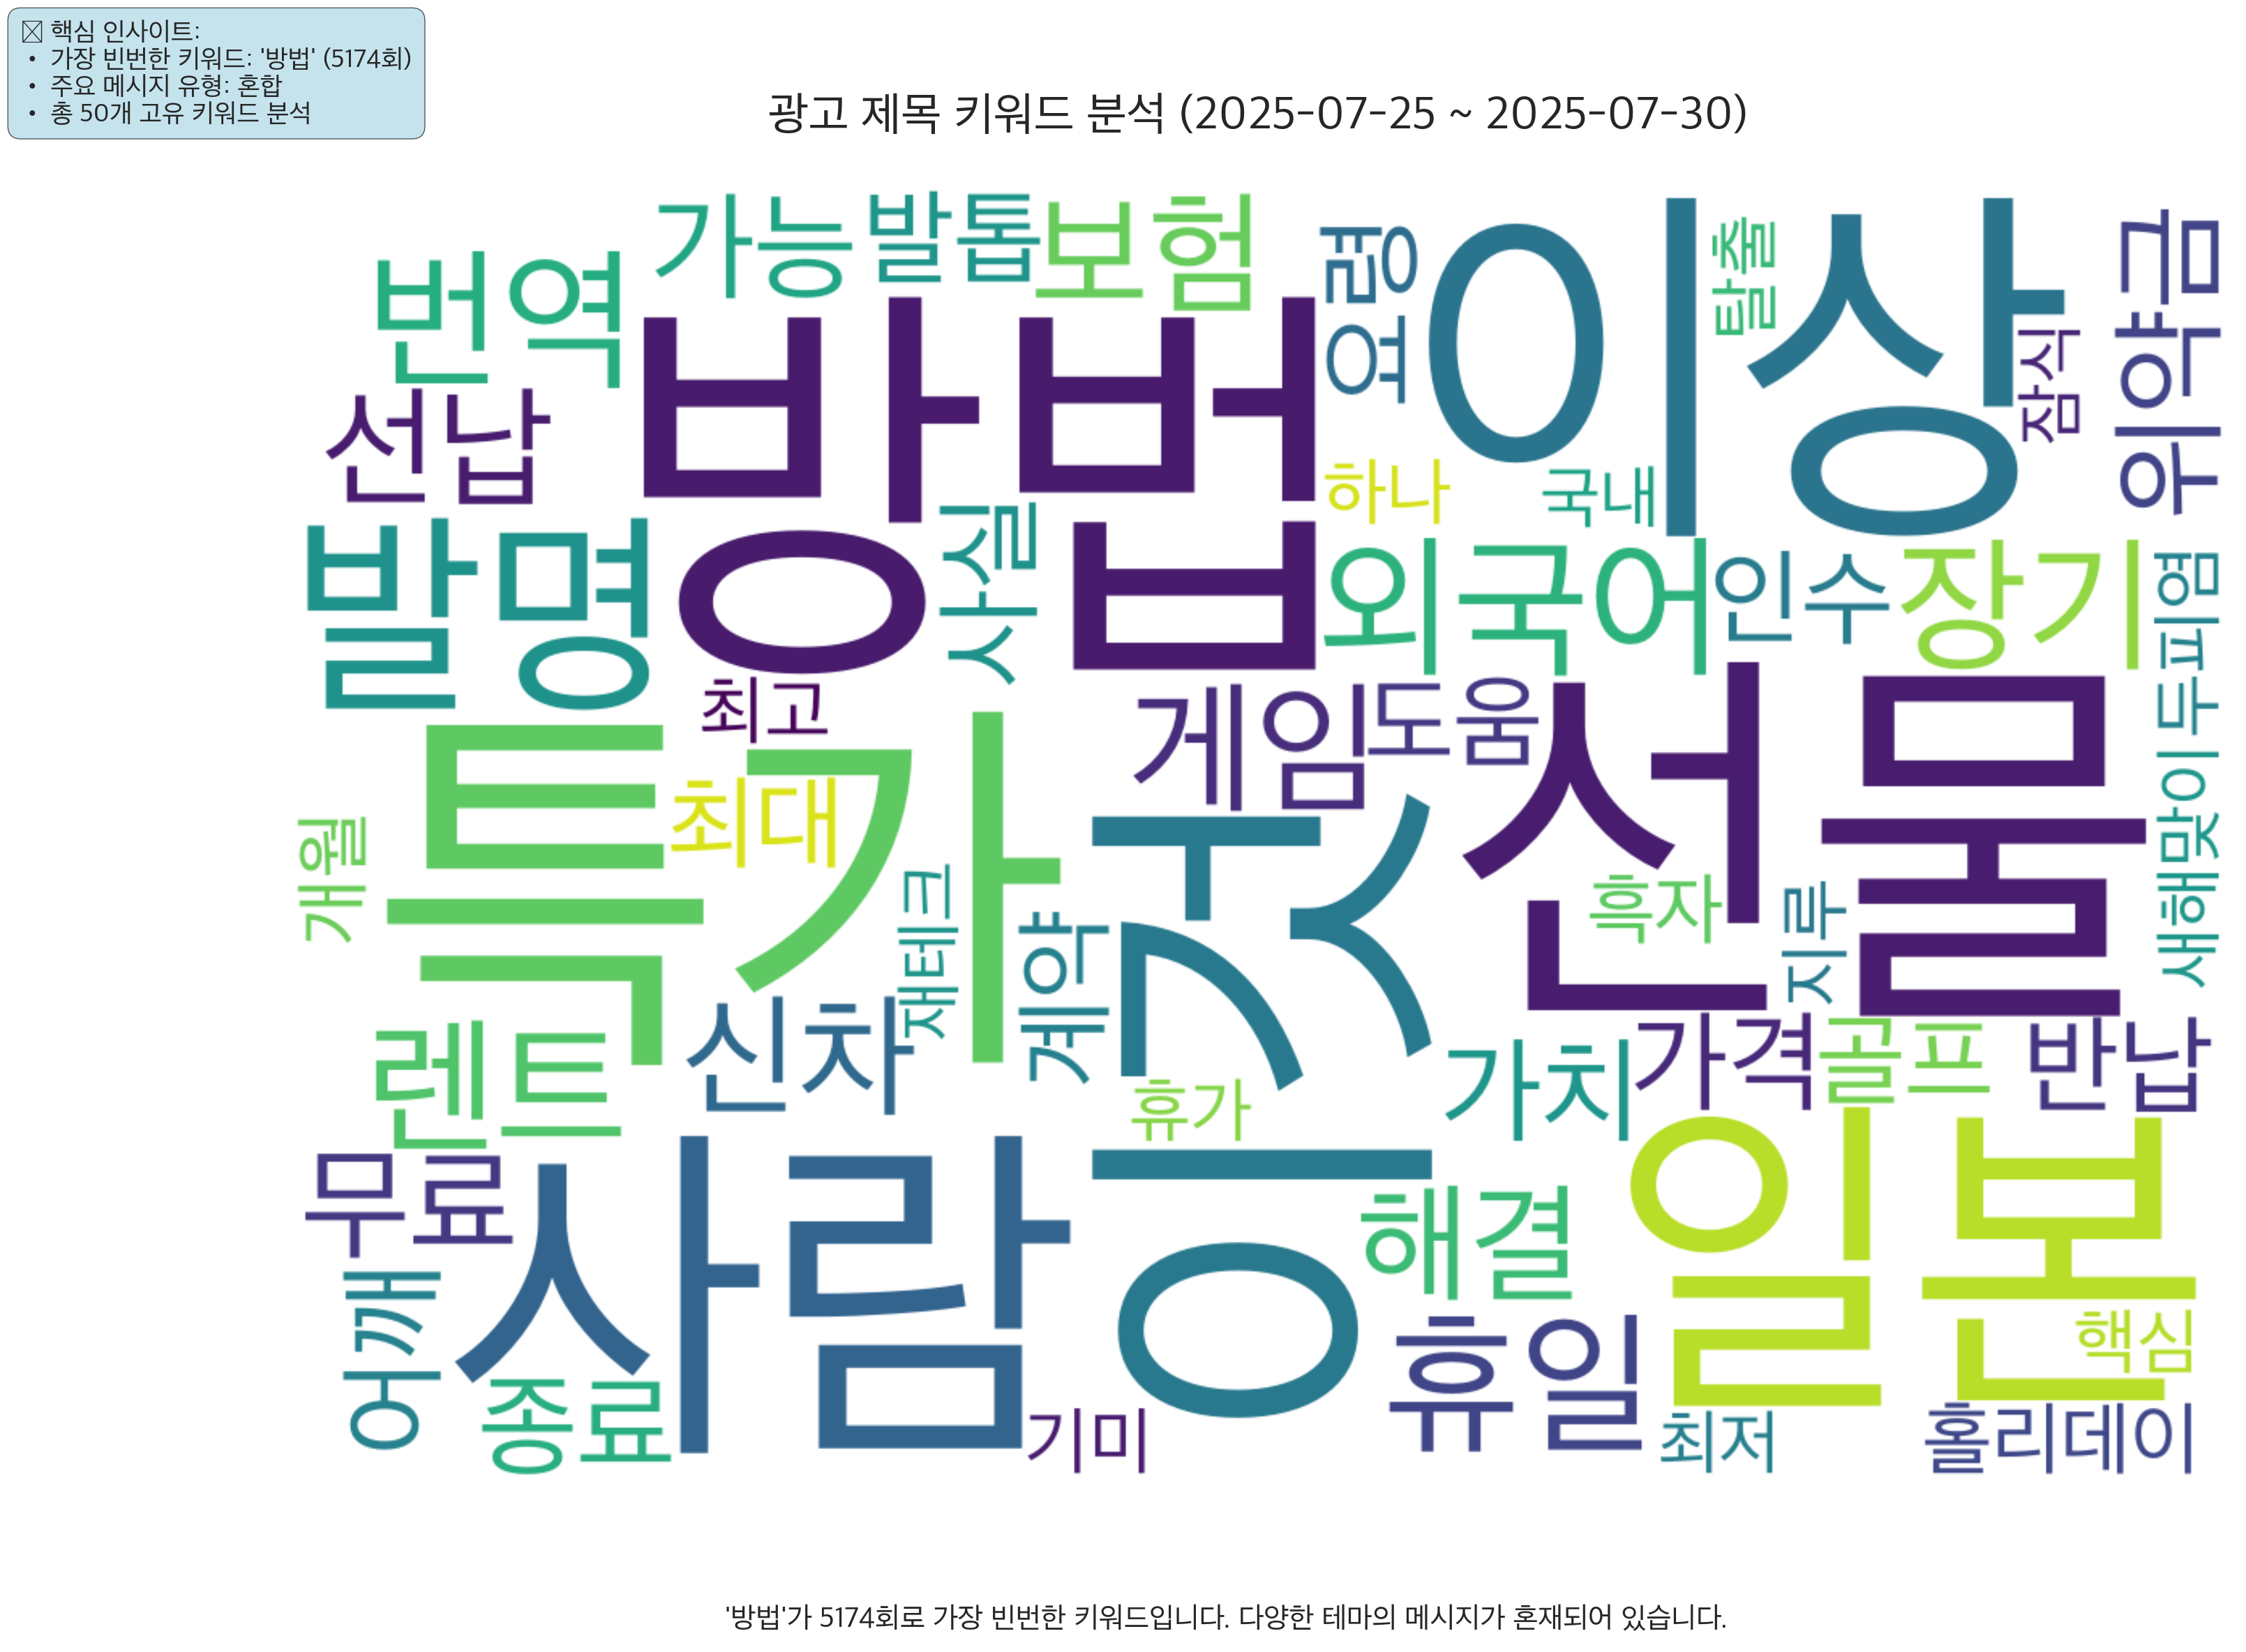 핵심 인사이트:
• 가장 빈번한 키워드: '방법' (5174회)
• 주요 메시지 유형: 혼합
• 총 50개 고유 키워드 분석
광고 제목 키워드 분석 (2025-07-25 ~ 2025-07-30)
가능
발톱
보험
요령
이상
탈출
잠식
위약금
번역
선납
방법
하나
국내
발명
사실
외국어
인수
장기
새해맞이두피염
최고
게임
도움
선물
특가
최대
개월
재테크
계약
이것
흑자
지루
렌트
신차
휴가
가치
가격
골프
반납
무료
사람
해결
일본
어깨
종료
기미
휴일
최저
핵심
홀리데이
'방법'가 5174회로 가장 빈번한 키워드입니다. 다양한 테마의 메시지가 혼재되어 있습니다.